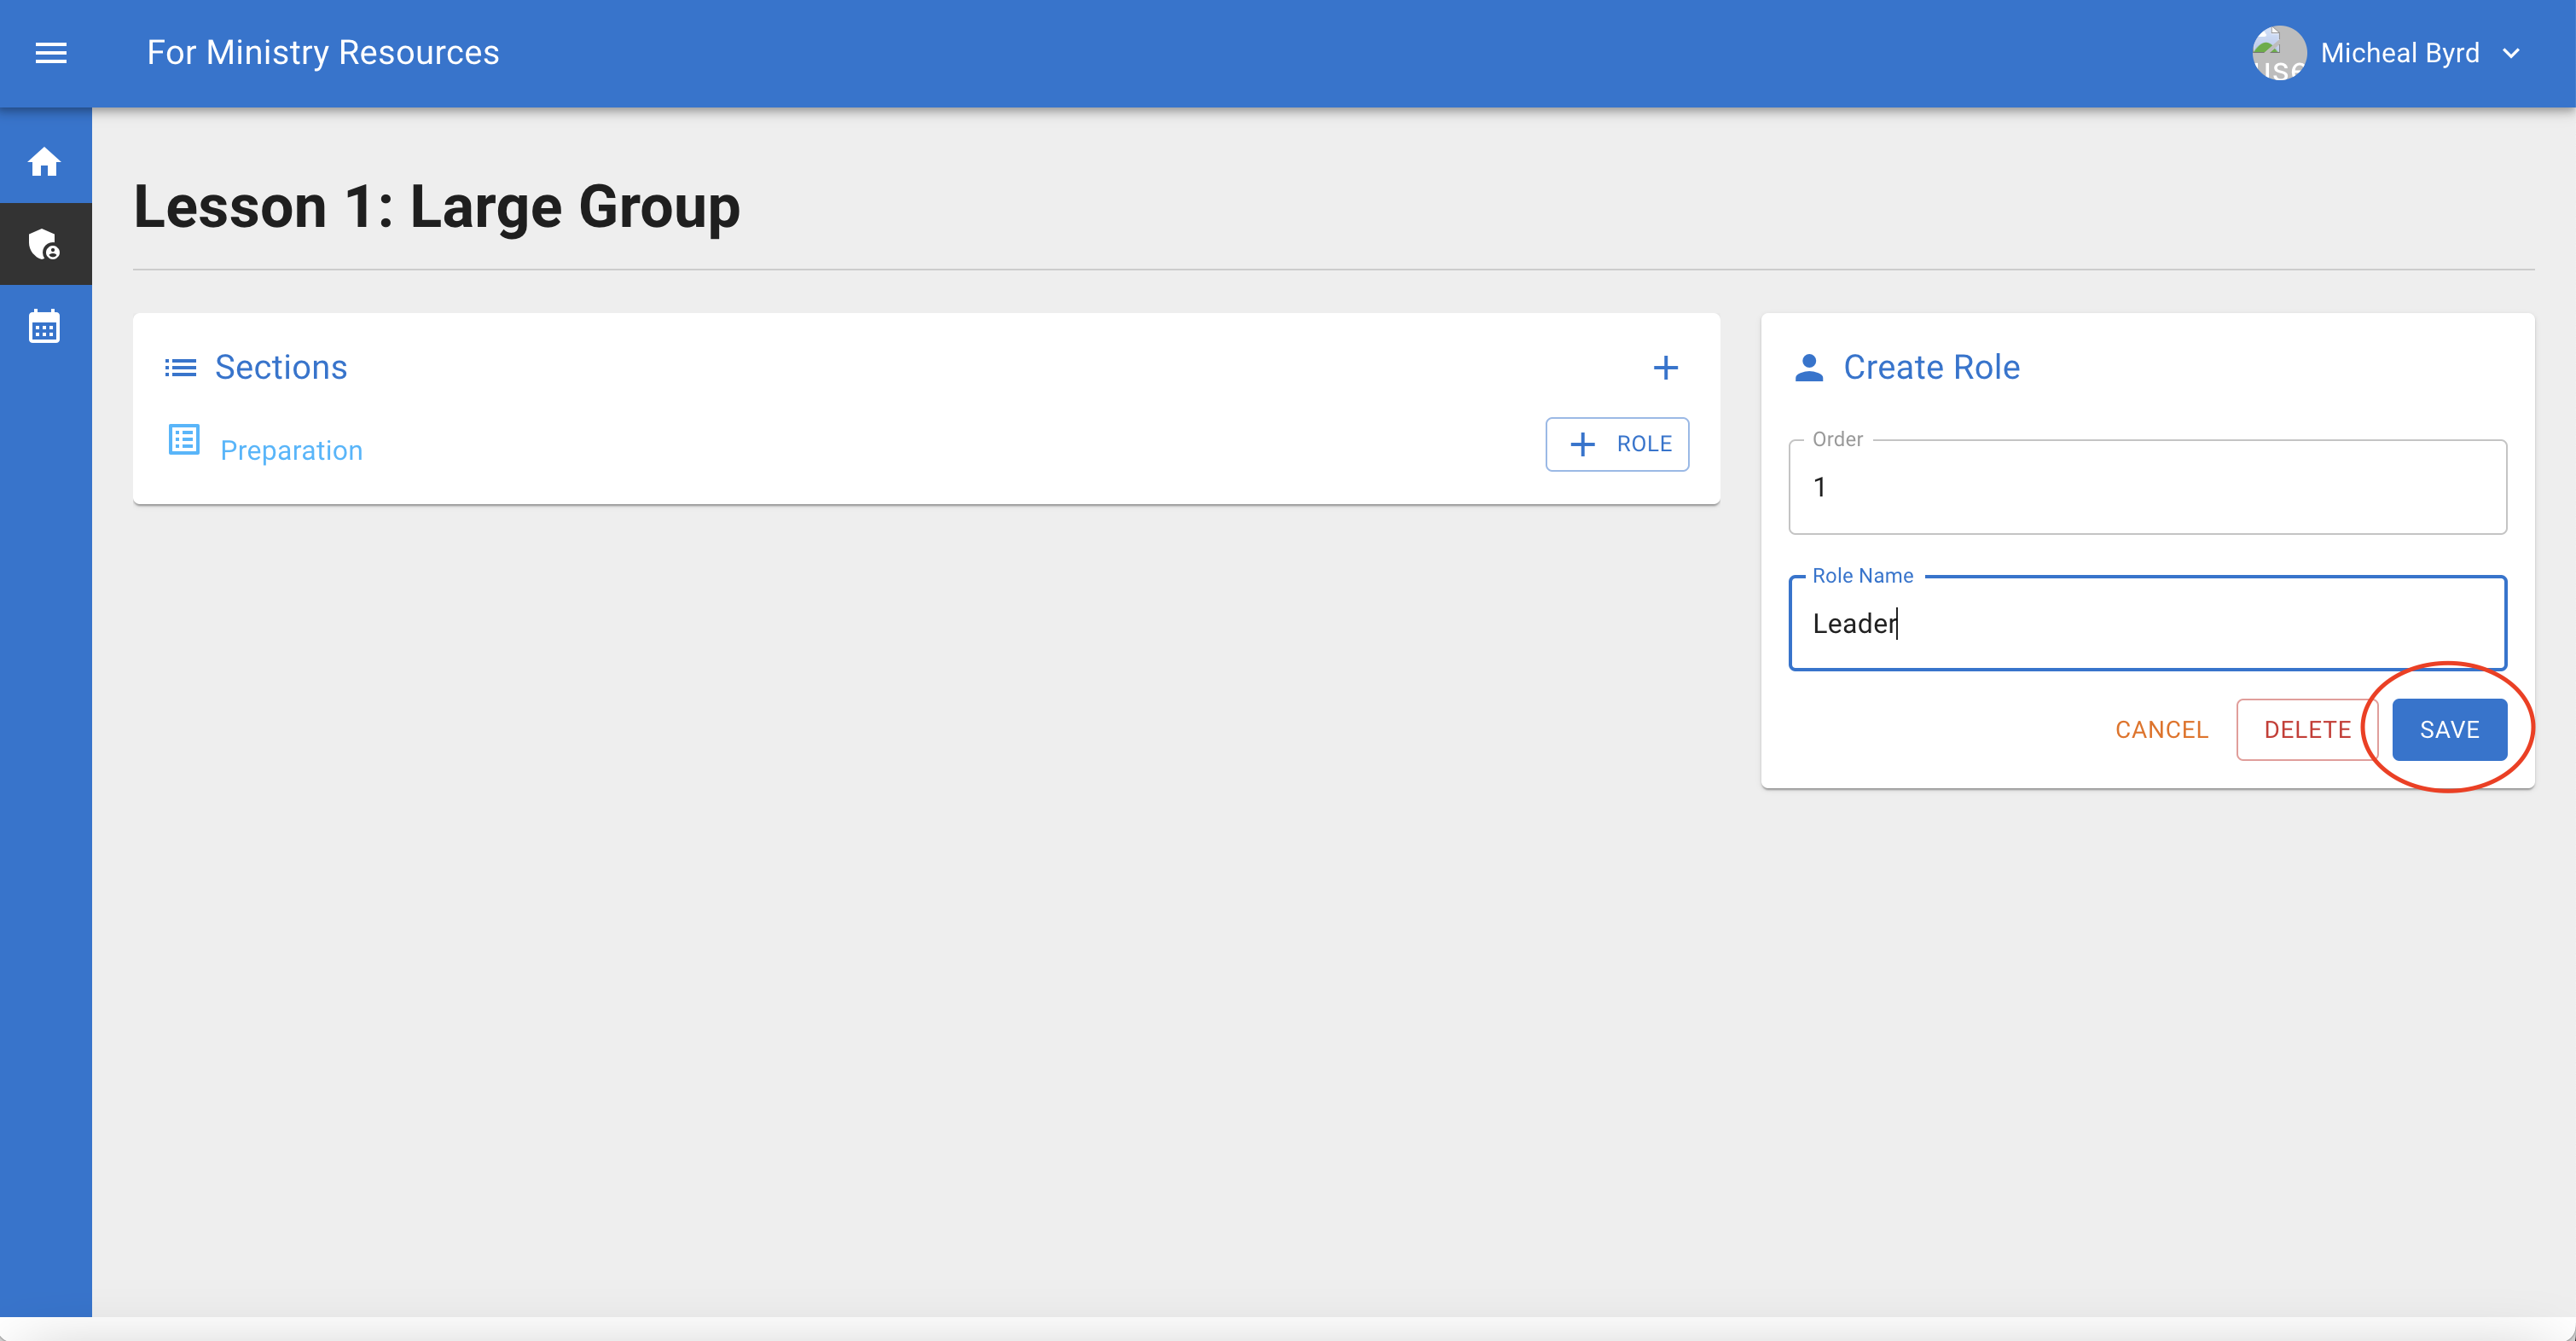 For Ministry Resources
Micheal Byrd
Lesson 1: Large Group
Sections
Preparation
ROLE
Create Role
Order
1
Role Name
Leader
CANCEL
DELETE
SAVE